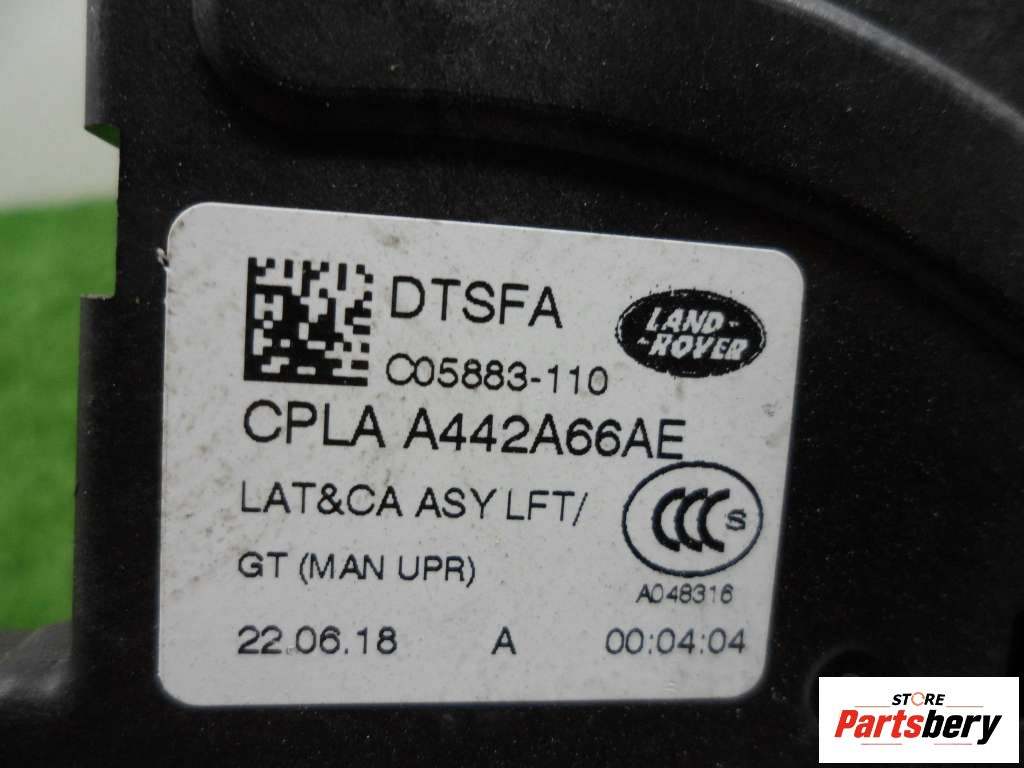 DTSFA
C05883-110
LAND-
-ROVER
CPLA A442A66AE
LAT&CA ASY LFT/
GT (MAN UPR)
CCC S
A048316
22.06.18 A 00:04:04
STORE
Partsbery